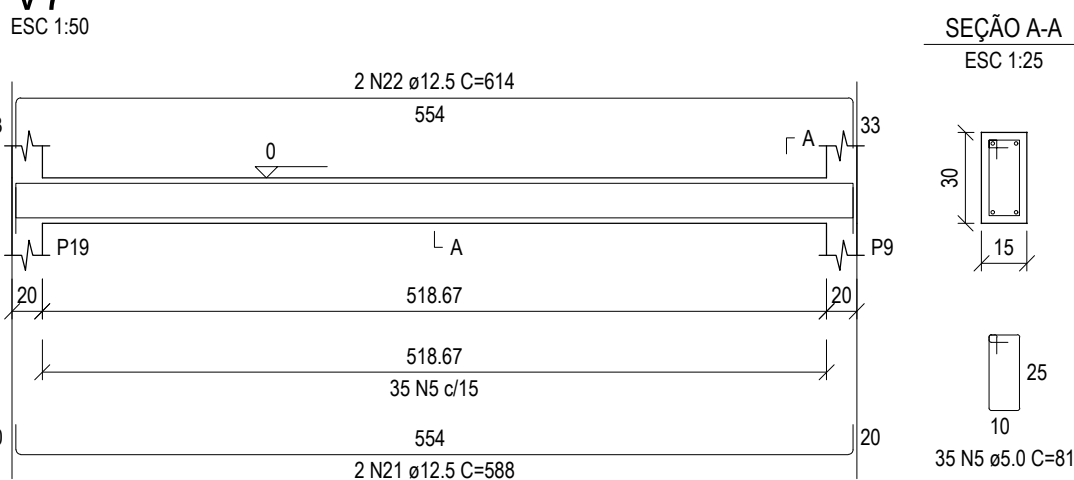 ESC 1:50
SEÇÃO A-A
ESC 1:25
2 N22 ø12.5 C=614
554
33
0
A
30
15
P19
A
P9
20
518.67
20
518.67
35 N5 c/15
25
10
554
20
2 N21 ø12.5 C=588
35 N5 ø5.0 C=81